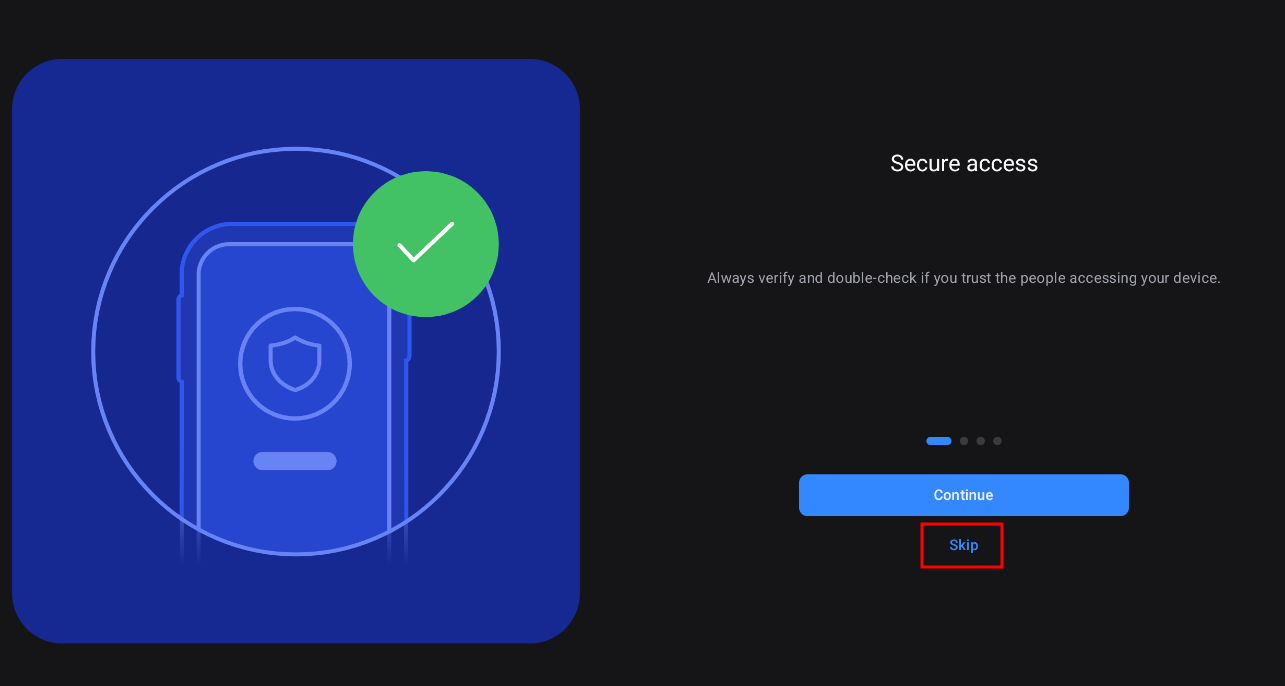 Secure access
Always verify and double-check if you trust the people accessing your device.
Continue
Skip